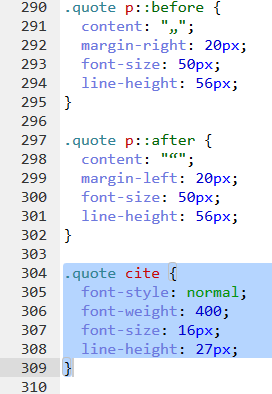 290 .quote p::before {
291 content: "„";
292 margin-right: 20px;
293 font-size: 50px;
294 line-height: 56px;
295 }
296
297 .quote p::after {
298 content: "“";
299 margin-left: 20px;
300 font-size: 50px;
301 line-height: 56px;
302 }
303
304 .quote cite {
305 font-style: normal;
306 font-weight: 400;
307 font-size: 16px;
308 line-height: 27px;
309 }
310